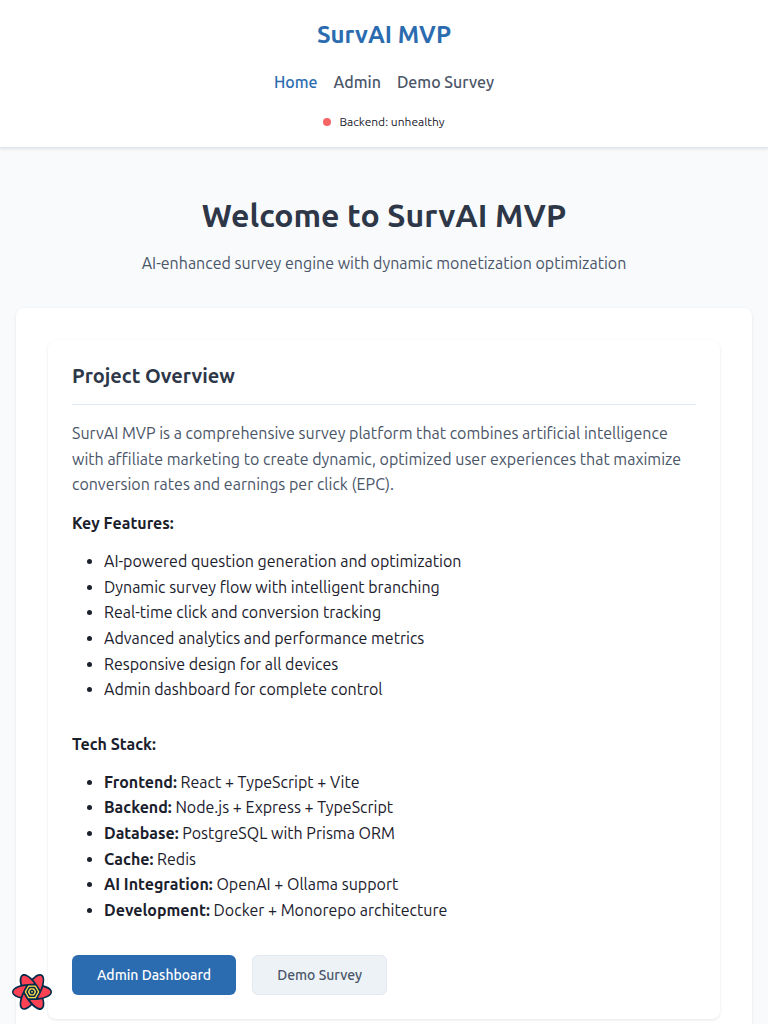 SurvAI MVP
Home Admin Demo Survey
Backend: unhealthy
Welcome to SurvAI MVP
AI-enhanced survey engine with dynamic monetization optimization
Project Overview
SurvAI MVP is a comprehensive survey platform that combines artificial intelligence
with affiliate marketing to create dynamic, optimized user experiences that maximize
conversion rates and earnings per click (EPC).
Key Features:
AI-powered question generation and optimization
Dynamic survey flow with intelligent branching
Real-time click and conversion tracking
Advanced analytics and performance metrics
Responsive design for all devices
Admin dashboard for complete control
Tech Stack:
Frontend: React + TypeScript + Vite
Backend: Node.js + Express + TypeScript
Database: PostgreSQL with Prisma ORM
Cache: Redis
AI Integration: OpenAI + Ollama support
Development: Docker + Monorepo architecture
Admin Dashboard Demo Survey